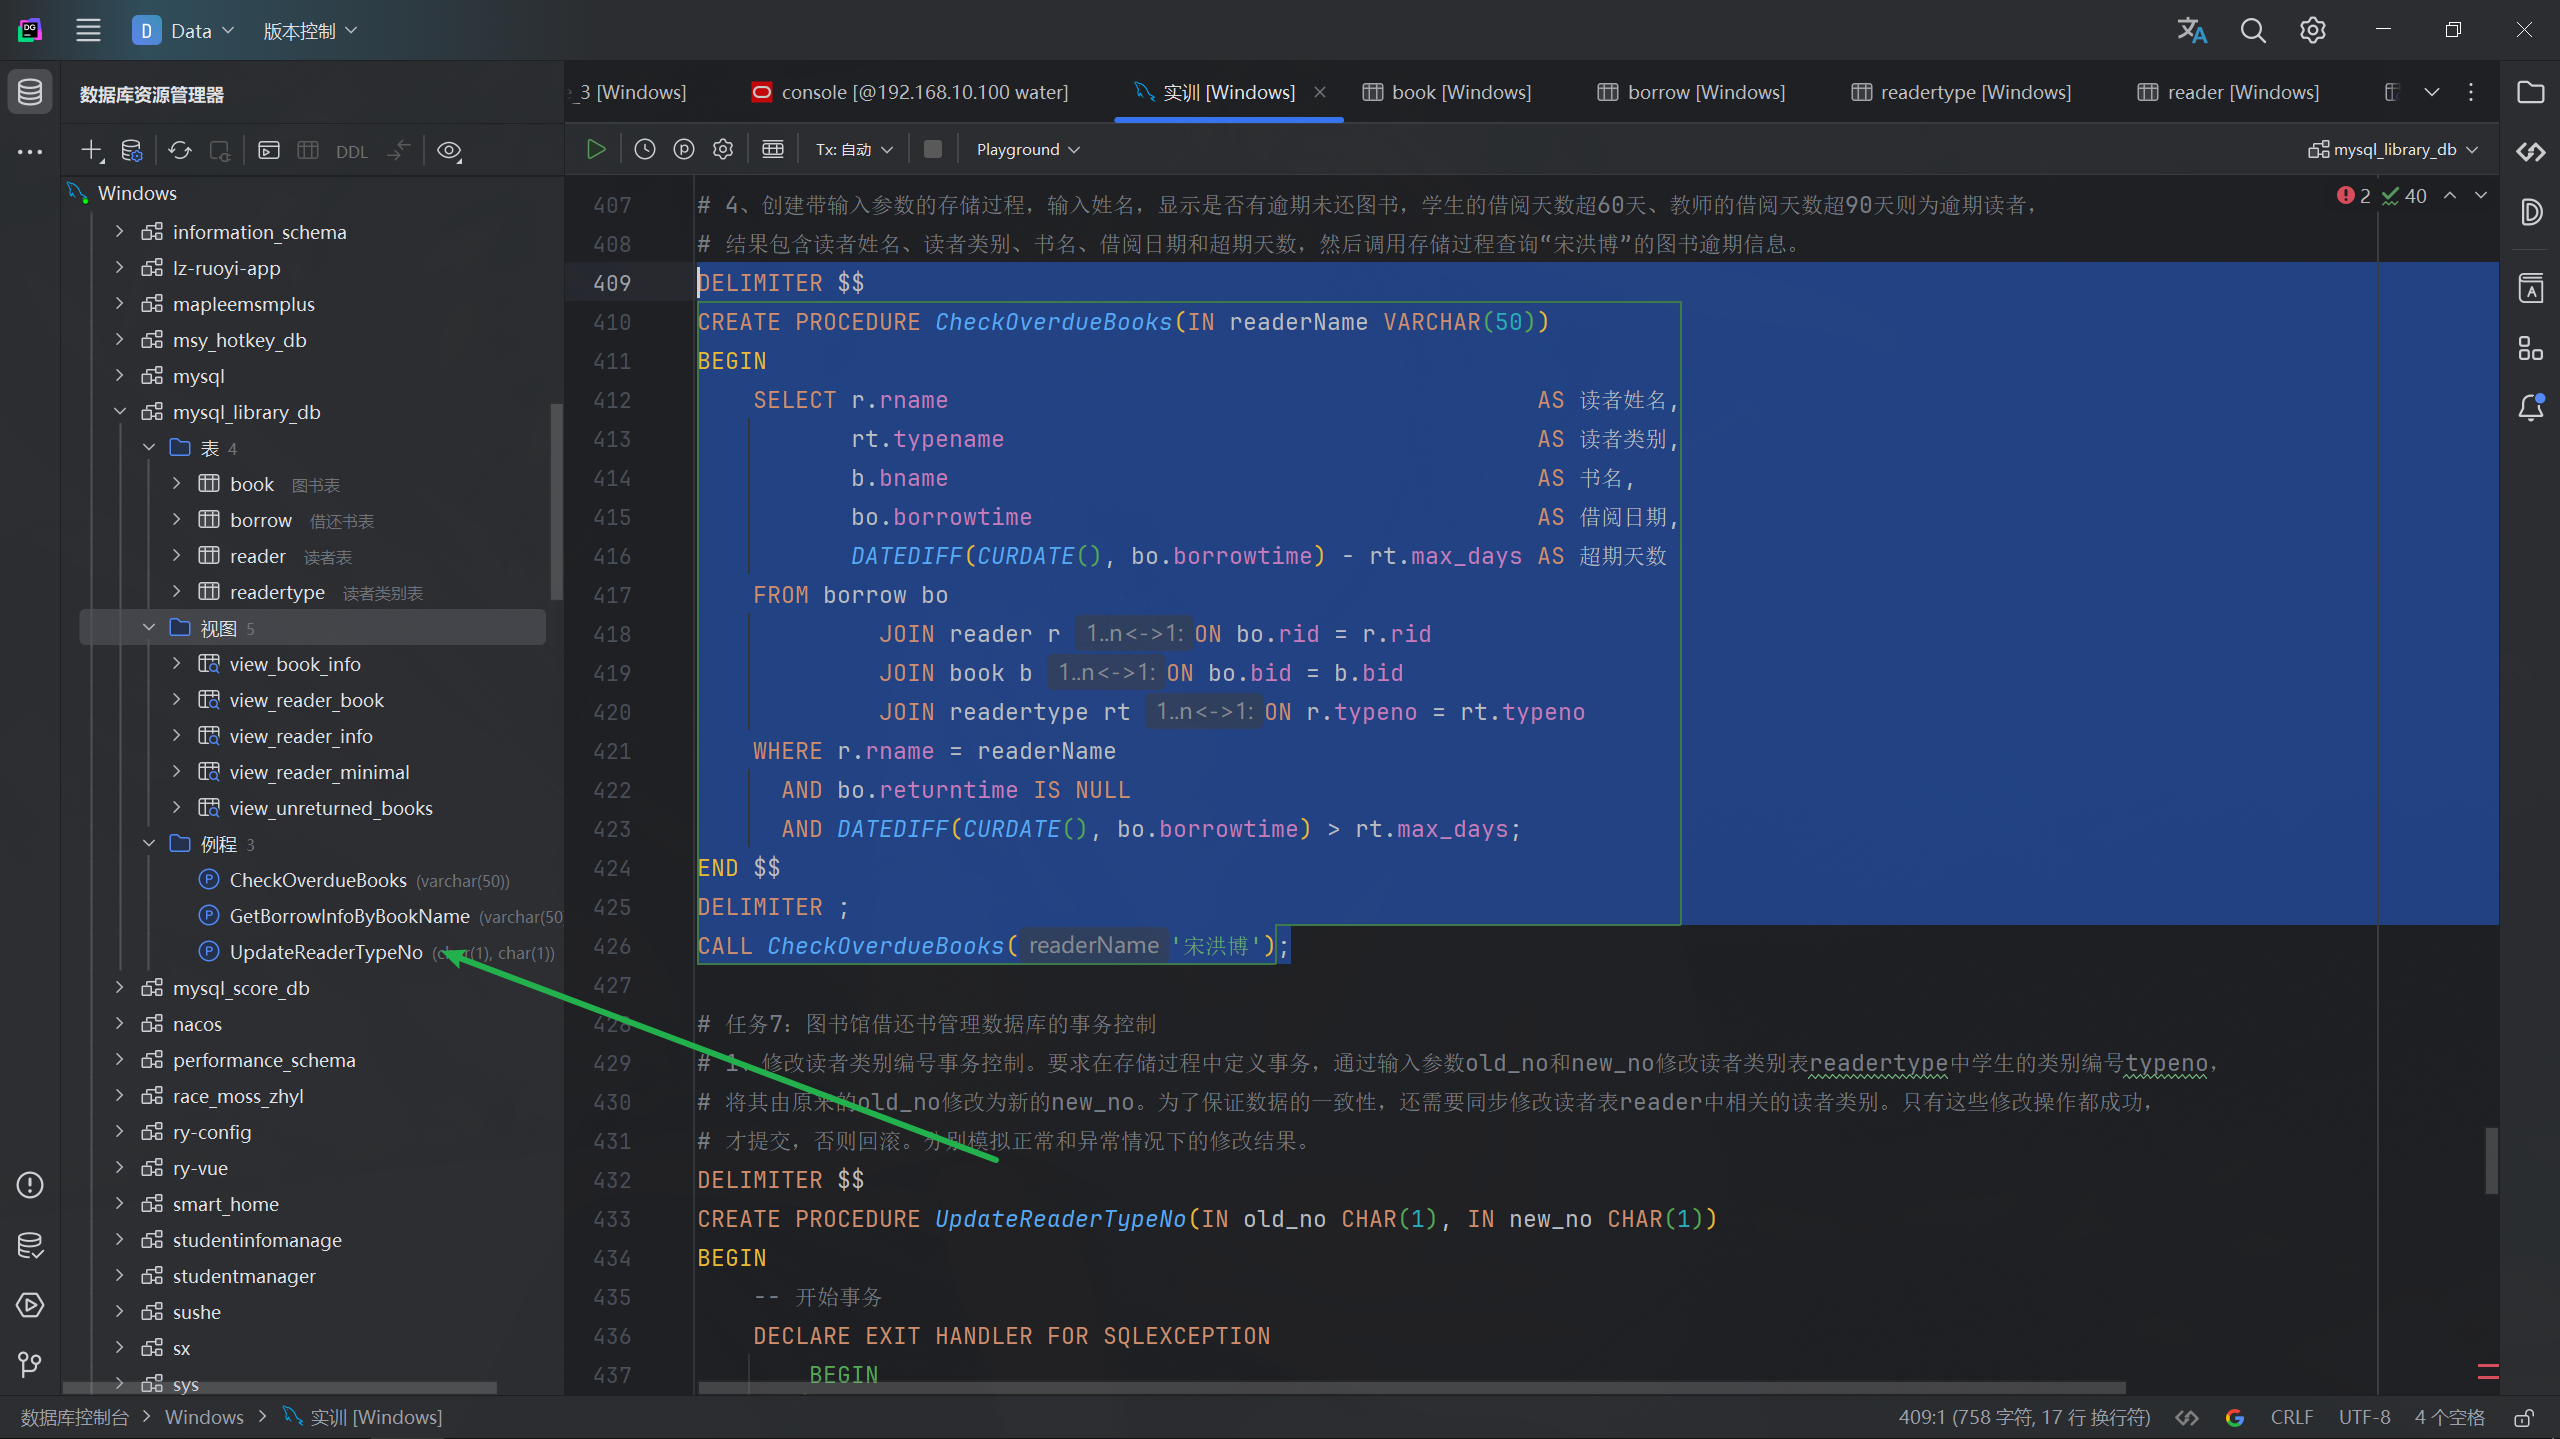 D Data 版本控制
数据库资源管理器
_3 [Windows] console [@192.168.10.100 water] 实训 [Windows] book [Windows] borrow [Windows] readertype [Windows] reader [Windows]
DDL
Tx: 自动 Playground mysql_library_db
2 40
Windows
information_schema
lz-ruoyi-app
mapleemsmplus
msy_hotkey_db
mysql
mysql_library_db
表 4
book 图书表
borrow 借还书表
reader 读者表
readertype 读者类别表
视图 5
view_book_info
view_reader_book
view_reader_info
view_reader_minimal
view_unreturned_books
例程 3
CheckOverdueBooks (varchar(50))
GetBorrowInfoByBookName (varchar(50
UpdateReaderTypeNo (char(1), char(1))
mysql_score_db
nacos
performance_schema
race_moss_zhyl
ry-config
ry-vue
smart_home
studentinfomanage
studentmanager
sushe
sx
sys
407 # 4、创建带输入参数的存储过程，输入姓名，显示是否有逾期未还图书，学生的借阅天数超60天、教师的借阅天数超90天则为逾期读者，
408 # 结果包含读者姓名、读者类别、书名、借阅日期和超期天数，然后调用存储过程查询“宋洪博”的图书逾期信息。
409 DELIMITER $$
410 CREATE PROCEDURE CheckOverdueBooks(IN readerName VARCHAR(50))
411 BEGIN
412 SELECT r.rname AS 读者姓名,
413 rt.typename AS 读者类别,
414 b.bname AS 书名,
415 bo.borrowtime AS 借阅日期,
416 DATEDIFF(CURDATE(), bo.borrowtime) - rt.max_days AS 超期天数
417 FROM borrow bo
418 JOIN reader r 1..n<->1: ON bo.rid = r.rid
419 JOIN book b 1..n<->1: ON bo.bid = b.bid
420 JOIN readertype rt 1..n<->1: ON r.typeno = rt.typeno
421 WHERE r.rname = readerName
422 AND bo.returntime IS NULL
423 AND DATEDIFF(CURDATE(), bo.borrowtime) > rt.max_days;
424 END $$
425 DELIMITER ;
426 CALL CheckOverdueBooks( readerName '宋洪博');
427
428 # 任务7：图书馆借还书管理数据库的事务控制
429 # 1、修改读者类别编号事务控制。要求在存储过程中定义事务，通过输入参数old_no和new_no修改读者类别表readertype中学生的类别编号typeno，
430 # 将其由原来的old_no修改为新的new_no。为了保证数据的一致性，还需要同步修改读者表reader中相关的读者类别。只有这些修改操作都成功，
431 # 才提交，否则回滚。分别模拟正常和异常情况下的修改结果。
432 DELIMITER $$
433 CREATE PROCEDURE UpdateReaderTypeNo(IN old_no CHAR(1), IN new_no CHAR(1))
434 BEGIN
435 -- 开始事务
436 DECLARE EXIT HANDLER FOR SQLEXCEPTION
437 BEGIN
数据库控制台 > Windows > 实训 [Windows] 409:1 (758 字符, 17 行 换行符) CRLF UTF-8 4 个空格